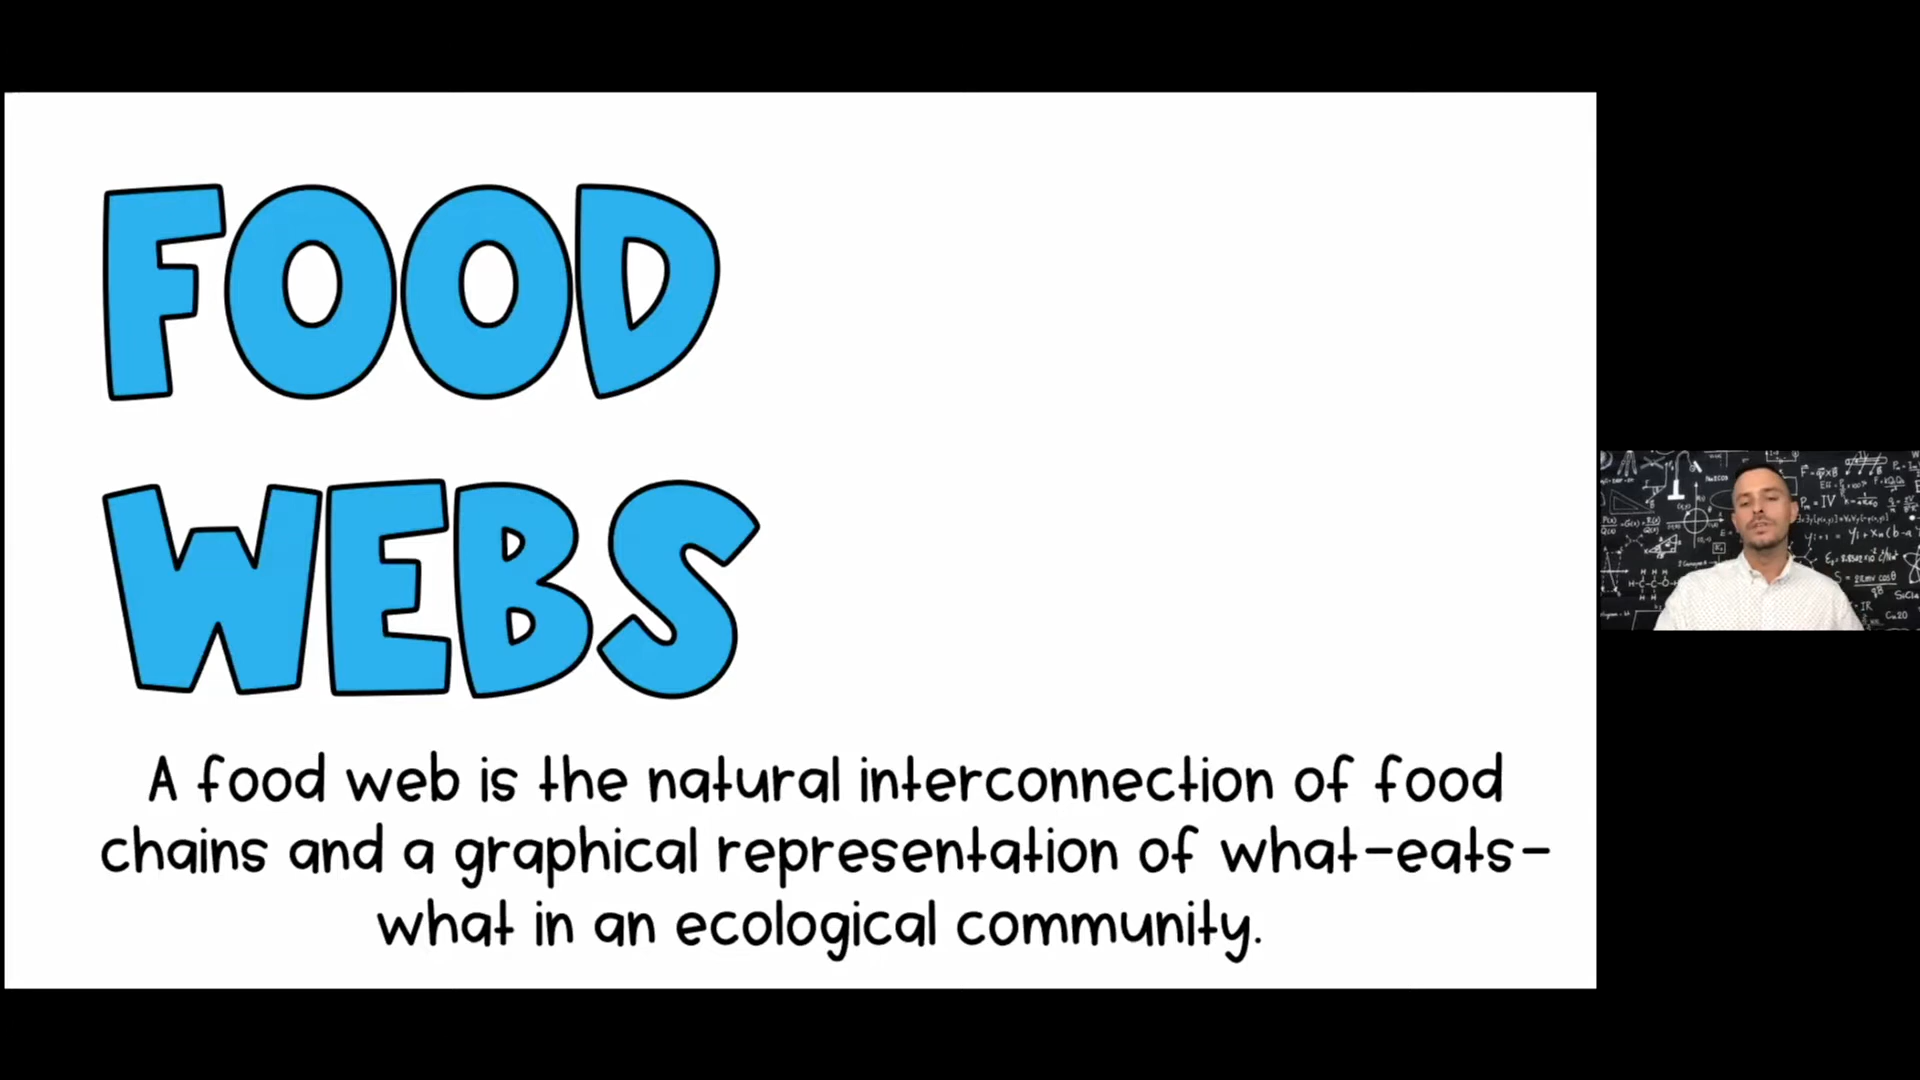 FOOD
WEBS
A food web is the natural interconnection of food
chains and a graphical representation of what-eats-
what in an ecological community.